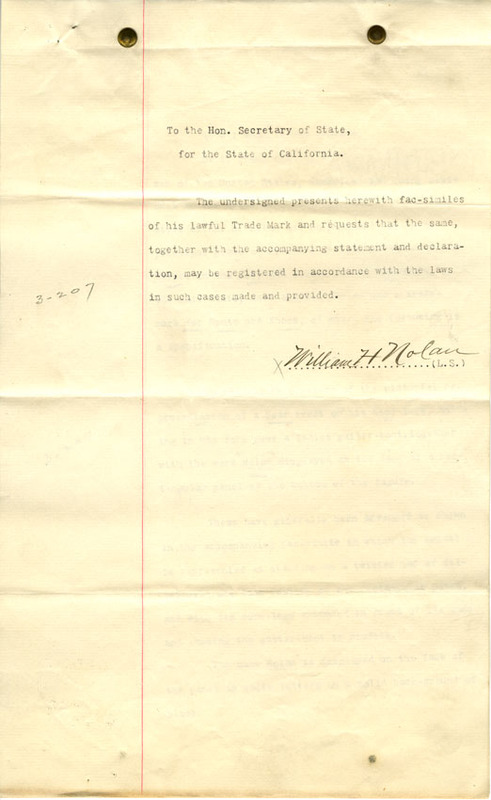 To the Hon. Secretary of State,
for the State of California.
The undersigned presents herewith fac-similes
of his lawful Trade Mark and requests that the same,
together with the accompanying statement and declara-
tion, may be registered in accordance with the laws
in such cases made and provided.
3-207
William H Nolan
X..........................(L.S.)